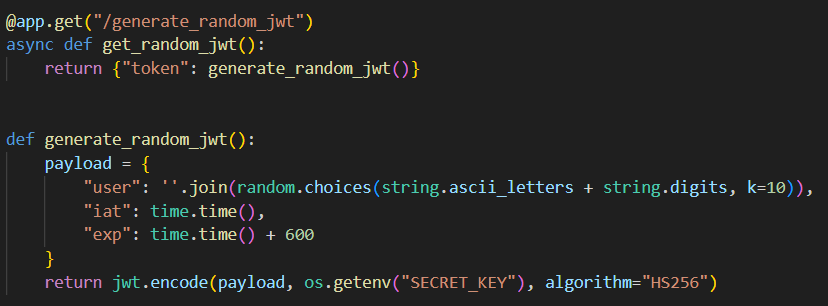 @app.get("/generate_random_jwt")
async def get_random_jwt():
    return {"token": generate_random_jwt()}
def generate_random_jwt():
    payload = {
        "user": ''.join(random.choices(string.ascii_letters + string.digits, k=10)),
        "iat": time.time(),
        "exp": time.time() + 600
    }
    return jwt.encode(payload, os.getenv("SECRET_KEY"), algorithm="HS256")